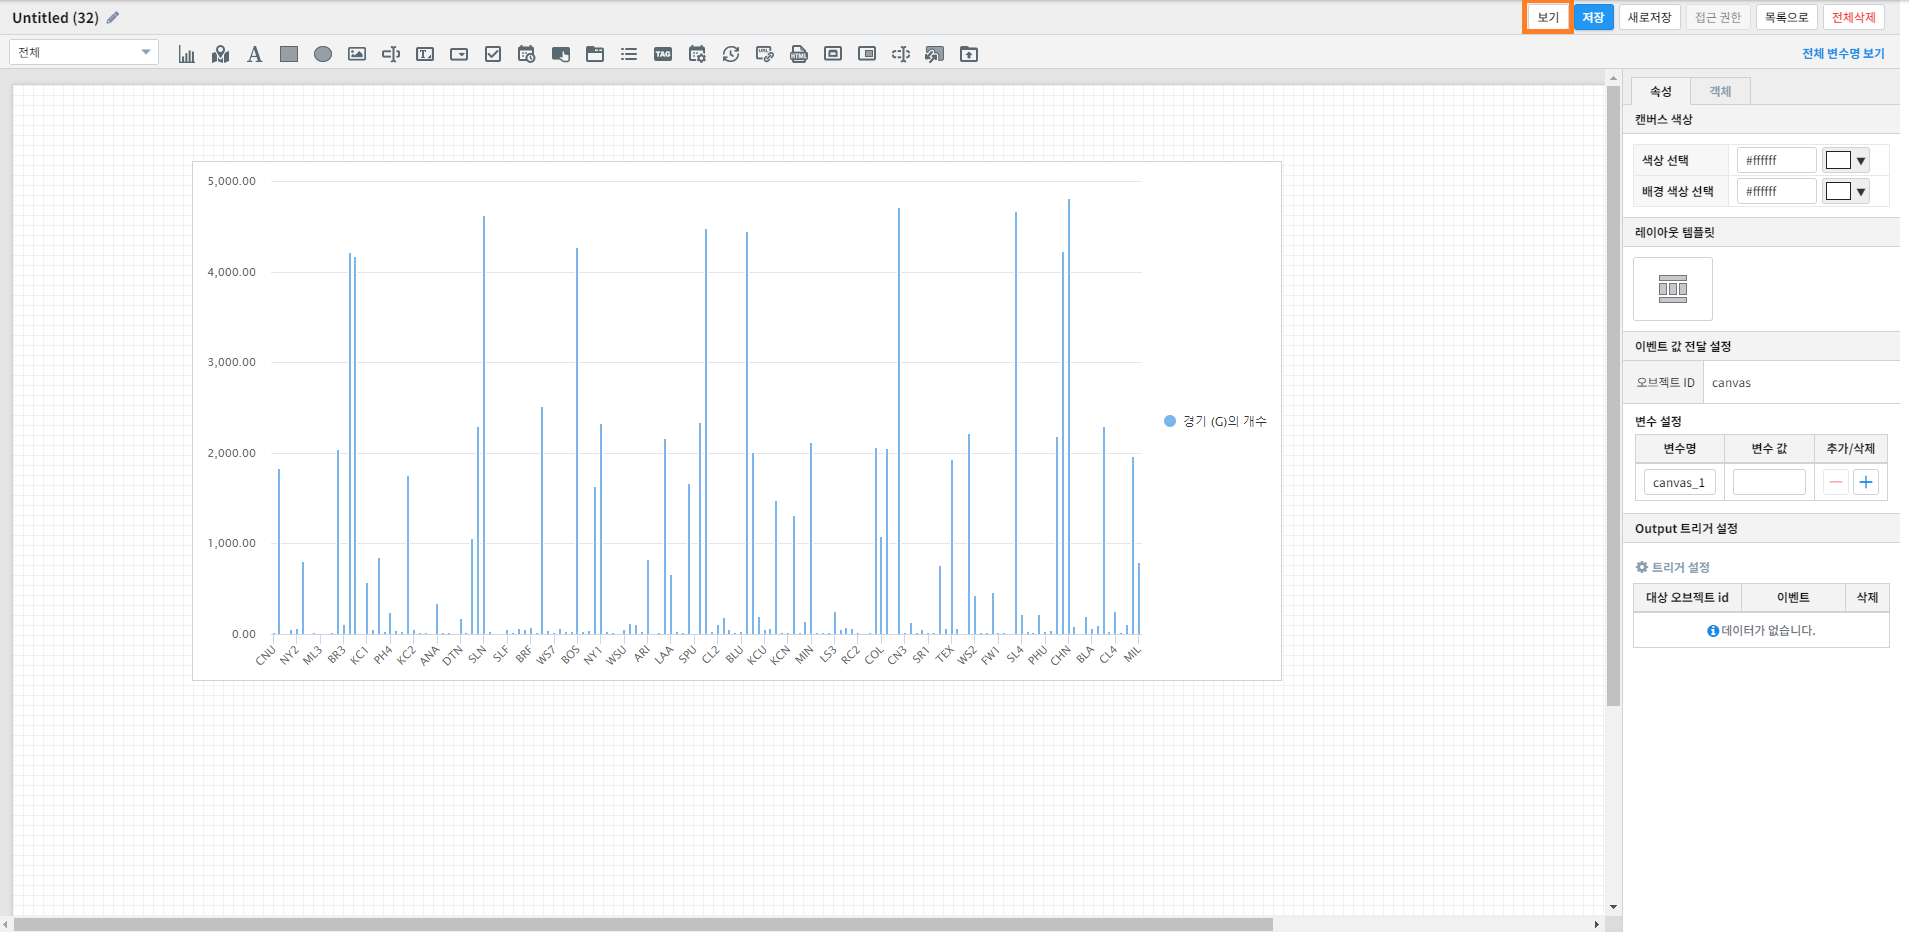 Untitled (32)
보기 저장 새로저장 접근 권한 목록으로 전체삭제
전체
A
T
TAG
URL
HTML
전체 변수명 보기
속성 객체
캔버스 색상
색상 선택 #ffffff
배경 색상 선택 #ffffff
레이아웃 템플릿
이벤트 값 전달 설정
오브젝트 ID canvas
변수 설정
변수명 변수 값 추가/삭제
canvas_1
Output 트리거 설정
트리거 설정
대상 오브젝트 id 이벤트 삭제
데이터가 없습니다.
5,000.00
4,000.00
3,000.00
2,000.00
1,000.00
0.00
경기 (G)의 개수
CNU NY2 ML3 BR3 KC1 PH4 KC2 ANA DTN SLN SLF BRF WS7 BOS NY1 WSU ARI LAA SPU CL2 BLU KCU KCN MIN LS3 RC2 COL CN3 SR1 TEX WS2 FW1 SL4 PHU CHN BLA CL4 MIL